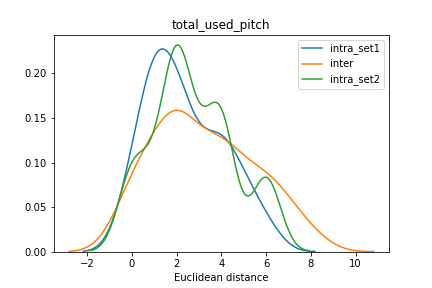 total_used_pitch
intra_set1
inter
intra_set2
0.20
0.15
0.10
0.05
0.00
−2 0 2 4 6 8 10
Euclidean distance